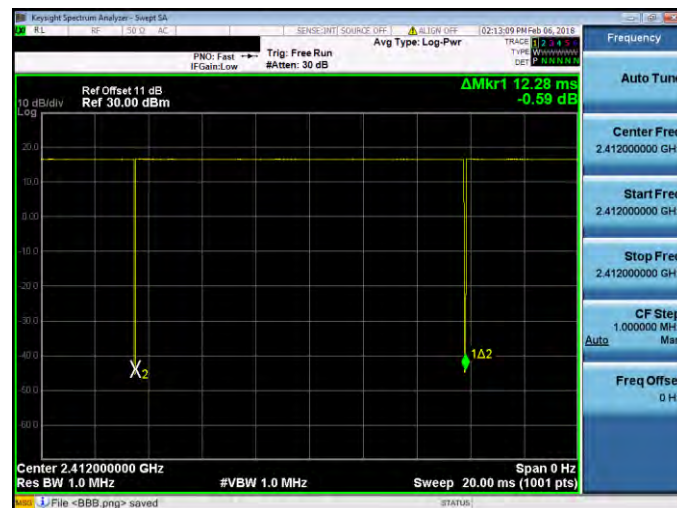 Keysight Spectrum Analyzer - Swept SA
RL RF 50 Ω AC SENSE:INT SOURCE OFF ALIGN OFF 02:13:09 PM Feb 06, 2018
Frequency
Avg Type: Log-Pwr
TRACE 1 2 3 4 5 6
PNO: Fast Trig: Free Run
TYPE WWWWWW
IFGain:Low #Atten: 30 dB
DET P N N N N N
Auto Tune
Ref Offset 11 dB
ΔMkr1 12.28 ms
10 dB/div Ref 30.00 dBm
-0.59 dB
Log
Center Freq
2.412000000 GHz
20.0
10.0
Start Freq
2.412000000 GHz
0.00
-10.0
Stop Freq
2.412000000 GHz
-20.0
-30.0
CF Step
1.000000 MHz
Auto Man
-40.0
1Δ2
2
-50.0
Freq Offset
0 Hz
-60.0
Center 2.412000000 GHz Span 0 Hz
Res BW 1.0 MHz #VBW 1.0 MHz Sweep 20.00 ms (1001 pts)
MSG File <BBB.png> saved STATUS